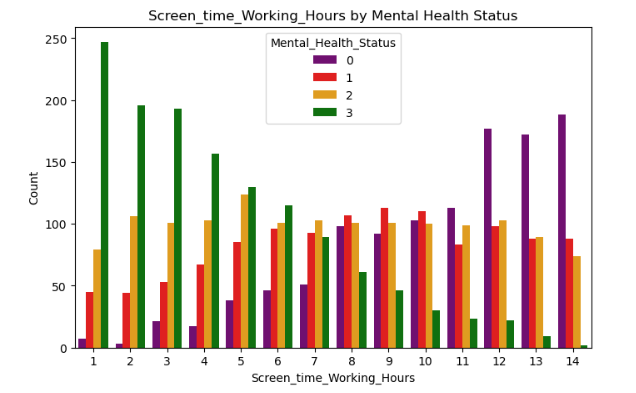 Screen_time_Working_Hours by Mental Health Status
Mental_Health_Status
0
1
2
3
250
200
150
100
50
0
Count
1 2 3 4 5 6 7 8 9 10 11 12 13 14
Screen_time_Working_Hours